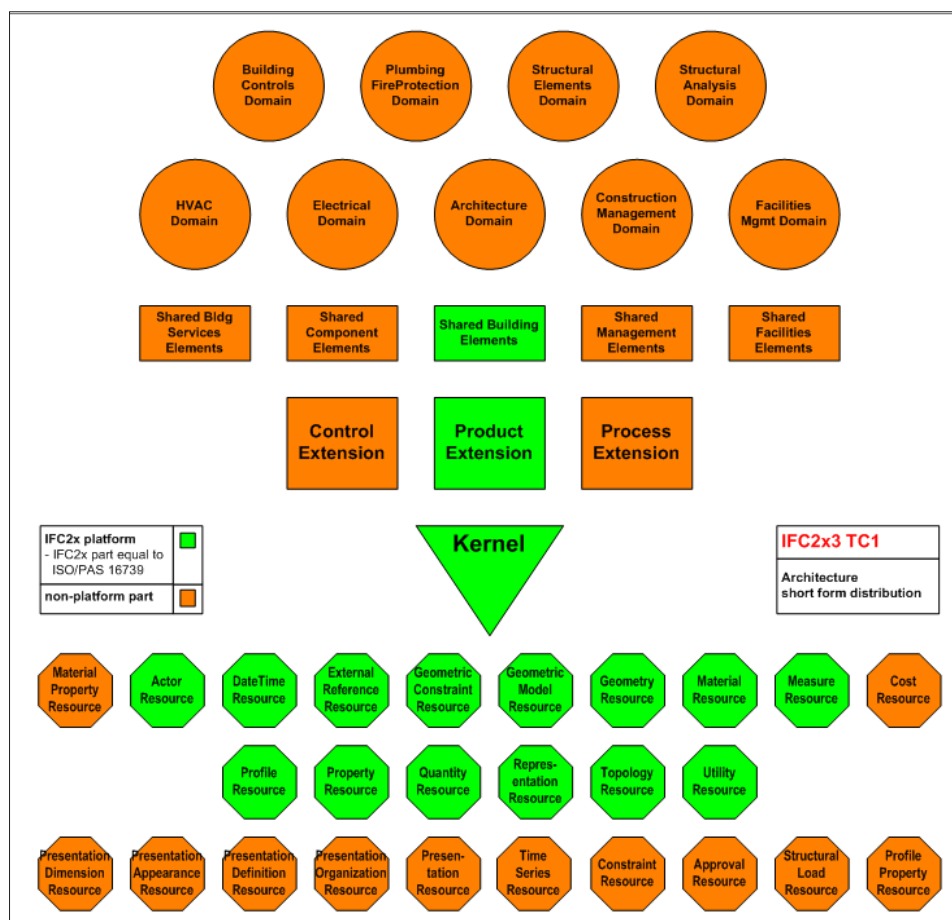 Building
Controls
Domain
Plumbing
FireProtection
Domain
Structural
Elements
Domain
Structural
Analysis
Domain
HVAC
Domain
Electrical
Domain
Architecture
Domain
Construction
Management
Domain
Facilities
Mgmt Domain
Shared Bldg
Services
Elements
Shared
Component
Elements
Shared Building
Elements
Shared
Management
Elements
Shared
Facilities
Elements
Control
Extension
Product
Extension
Process
Extension
IFC2x platform
- IFC2x part equal to
ISO/PAS 16739
non-platform part
Kernel
IFC2x3 TC1
Architecture
short form distribution
Material
Property
Resource
Actor
Resource
DateTime
Resource
External
Reference
Resource
Geometric
Constraint
Resource
Geometric
Model
Resource
Geometry
Resource
Material
Resource
Measure
Resource
Cost
Resource
Profile
Resource
Property
Resource
Quantity
Resource
Repres-
entation
Resource
Topology
Resource
Utility
Resource
Presentation
Dimension
Resource
Presentation
Appearance
Resource
Presentation
Definition
Resource
Presentation
Organization
Resource
Presen-
tation
Resource
Time
Series
Resource
Constraint
Resource
Approval
Resource
Structural
Load
Resource
Profile
Property
Resource